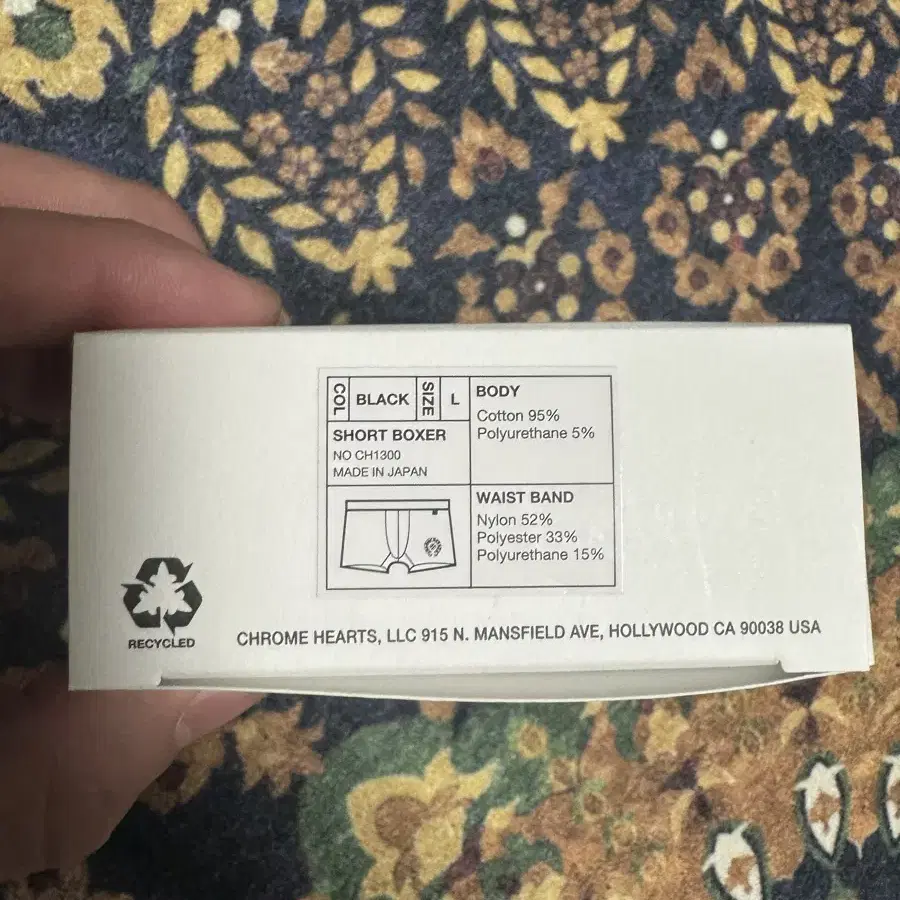 COL BLACK SIZE L
SHORT BOXER
NO CH1300
MADE IN JAPAN
BODY
Cotton 95%
Polyurethane 5%
WAIST BAND
Nylon 52%
Polyester 33%
Polyurethane 15%
RECYCLED
CHROME HEARTS, LLC 915 N. MANSFIELD AVE, HOLLYWOOD CA 90038 USA